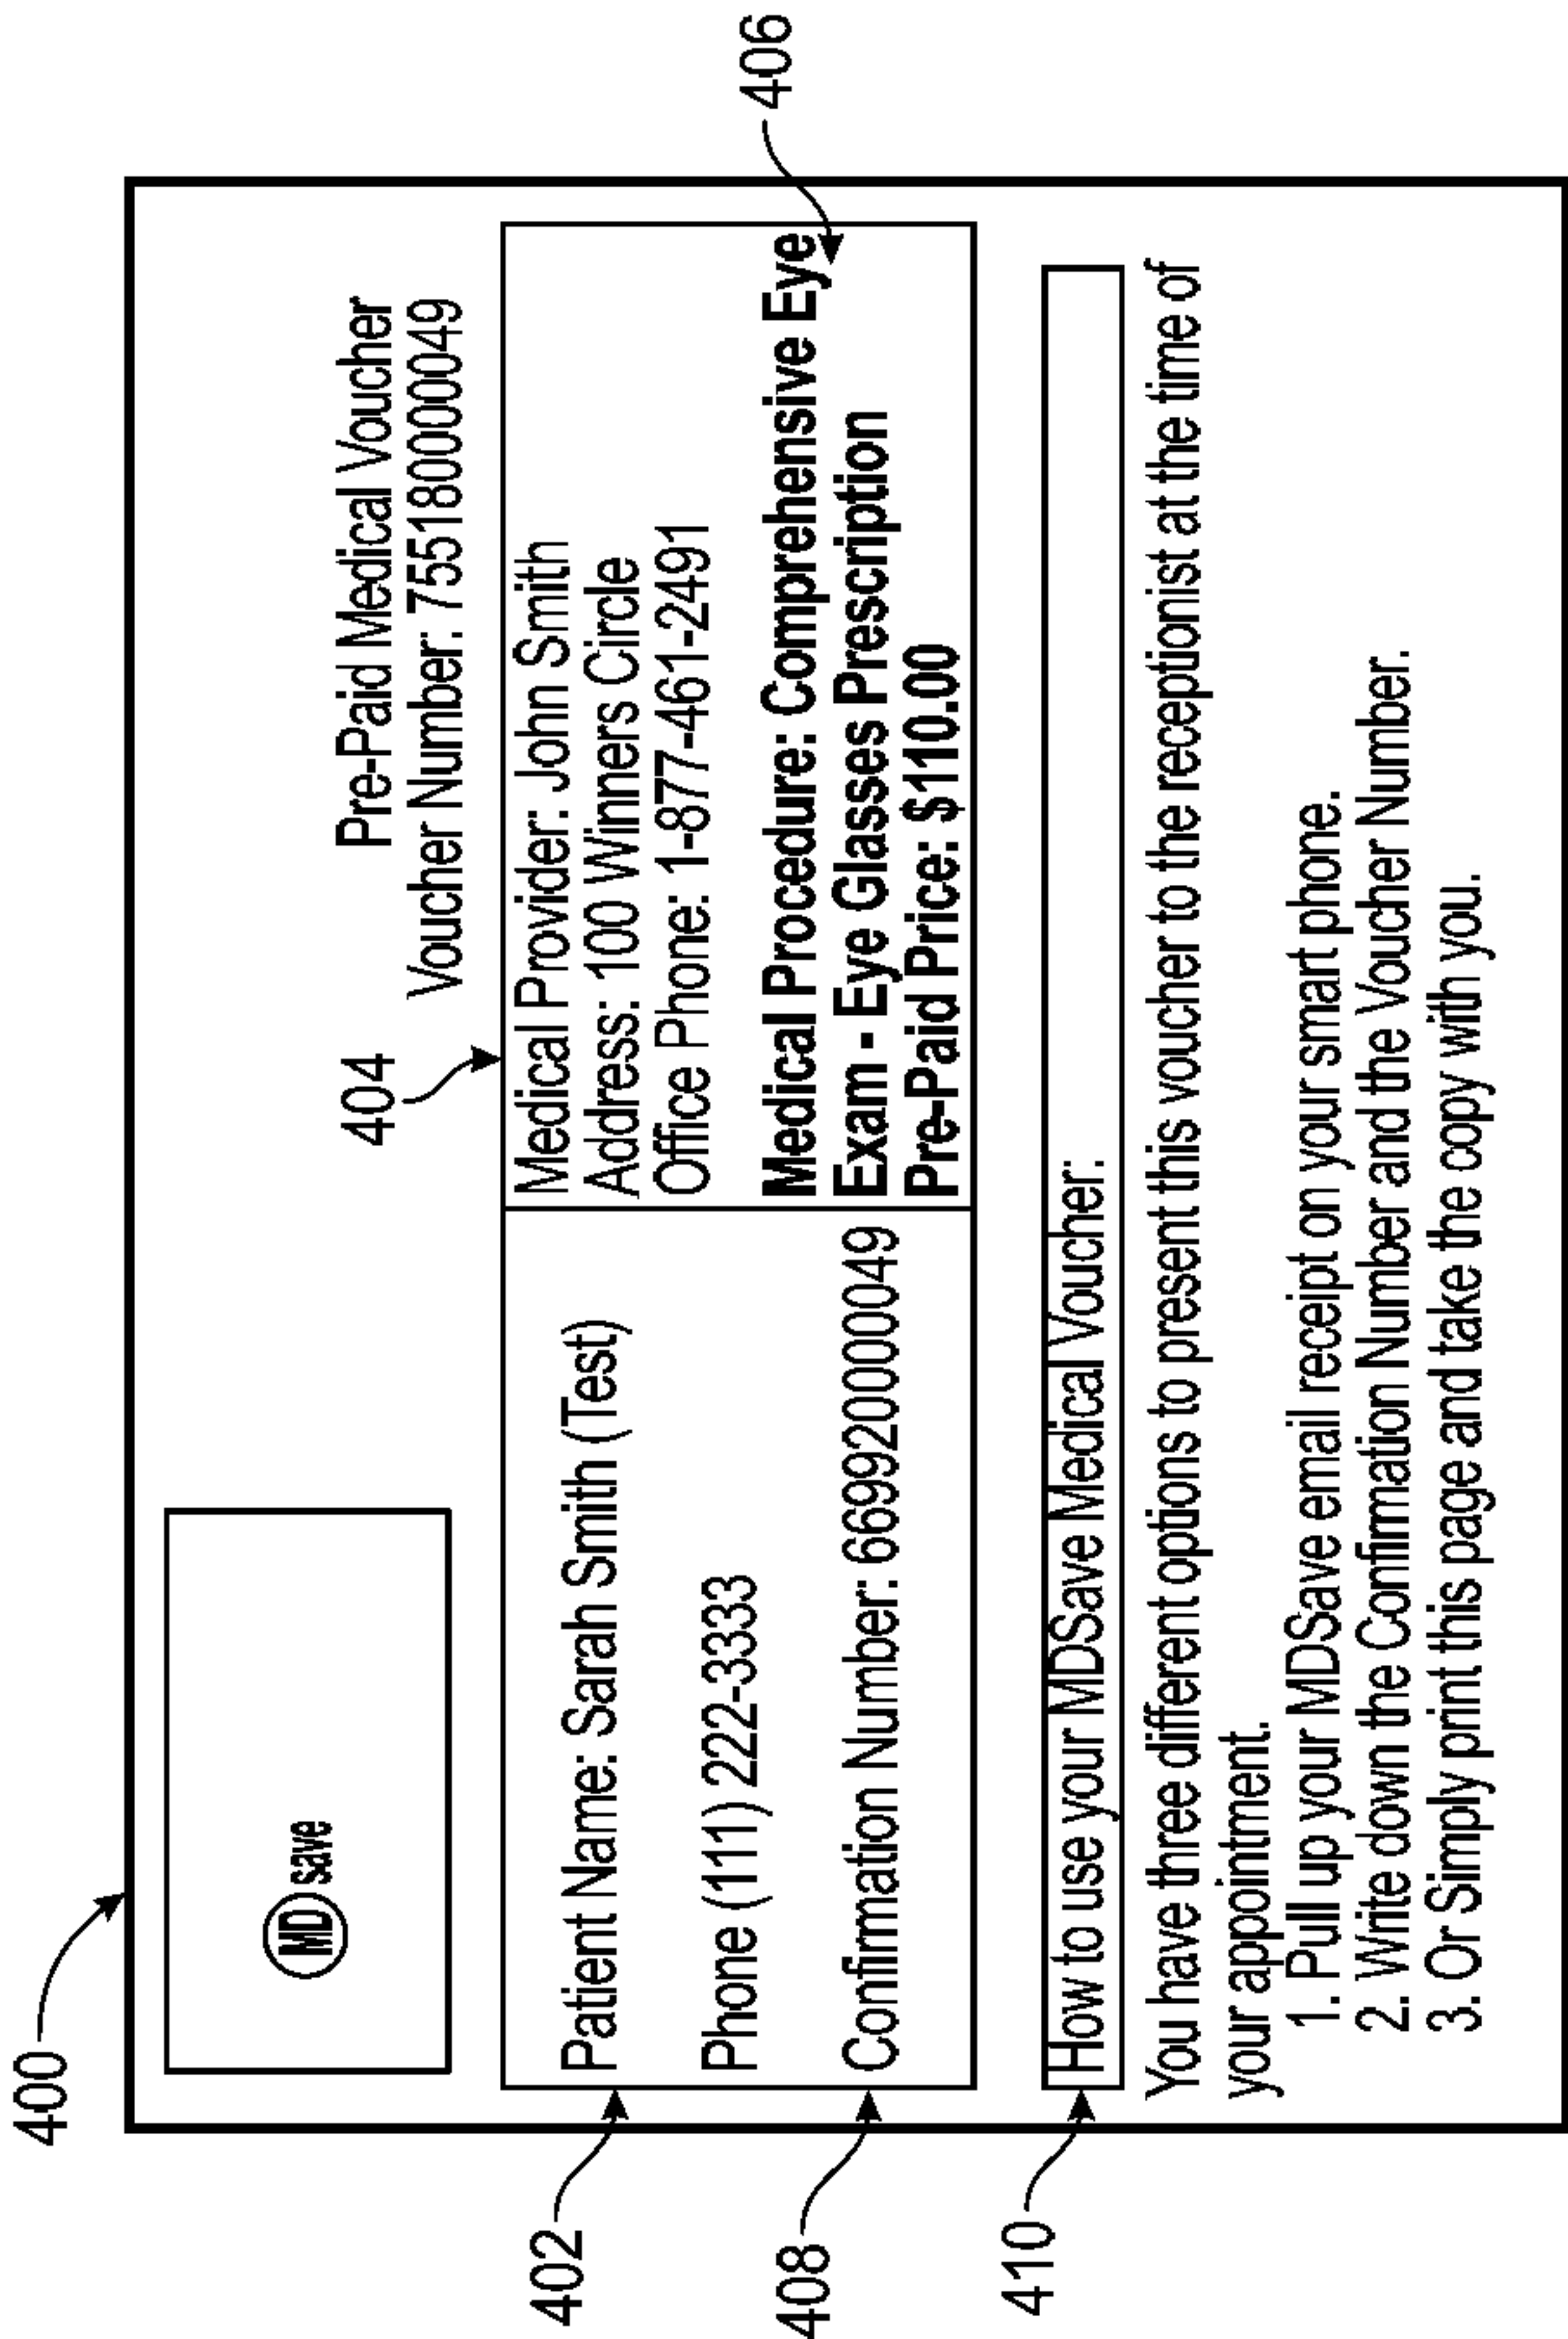 400
MD save
Pre-Paid Medical Voucher
Voucher Number: 75518000049
404
402
Patient Name: Sarah Smith (Test)
Phone (111) 222-3333
408
Confirmation Number: 66992000049
Medical Provider: John Smith
Address: 100 Winners Circle
Office Phone: 1-877-461-2491
Medical Procedure: Comprehensive Eye
Exam - Eye Glasses Prescription
Pre-Paid Price: $110.00
406
410
How to use your MDSave Medical Voucher:
You have three different options to present this voucher to the receptionist at the time of
your appointment.
1. Pull up your MDSave email receipt on your smart phone.
2. Write down the Confirmation Number and the Voucher Number.
3. Or Simply print this page and take the copy with you.